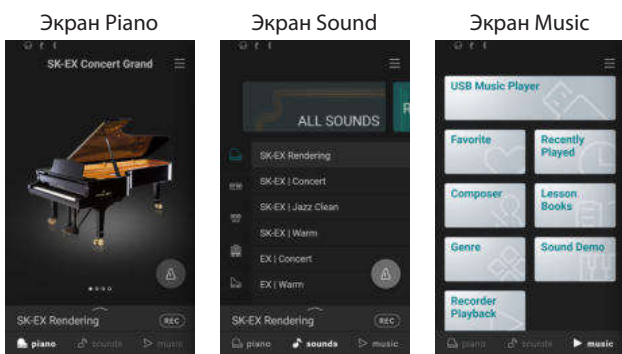 Экран Piano
SK-EX Concert Grand
SK-EX Rendering
REC
piano
sounds
music
Экран Sound
ALL SOUNDS
R
SK-EX Rendering
SK-EX | Concert
SK-EX | Jazz Clean
SK-EX | Warm
EX | Concert
EX | Warm
SK-EX Rendering
REC
piano
sounds
music
Экран Music
USB Music Player
Favorite
Recently
Played
Composer
Lesson
Books
Genre
Sound Demo
Recorder
Playback
piano
sounds
music